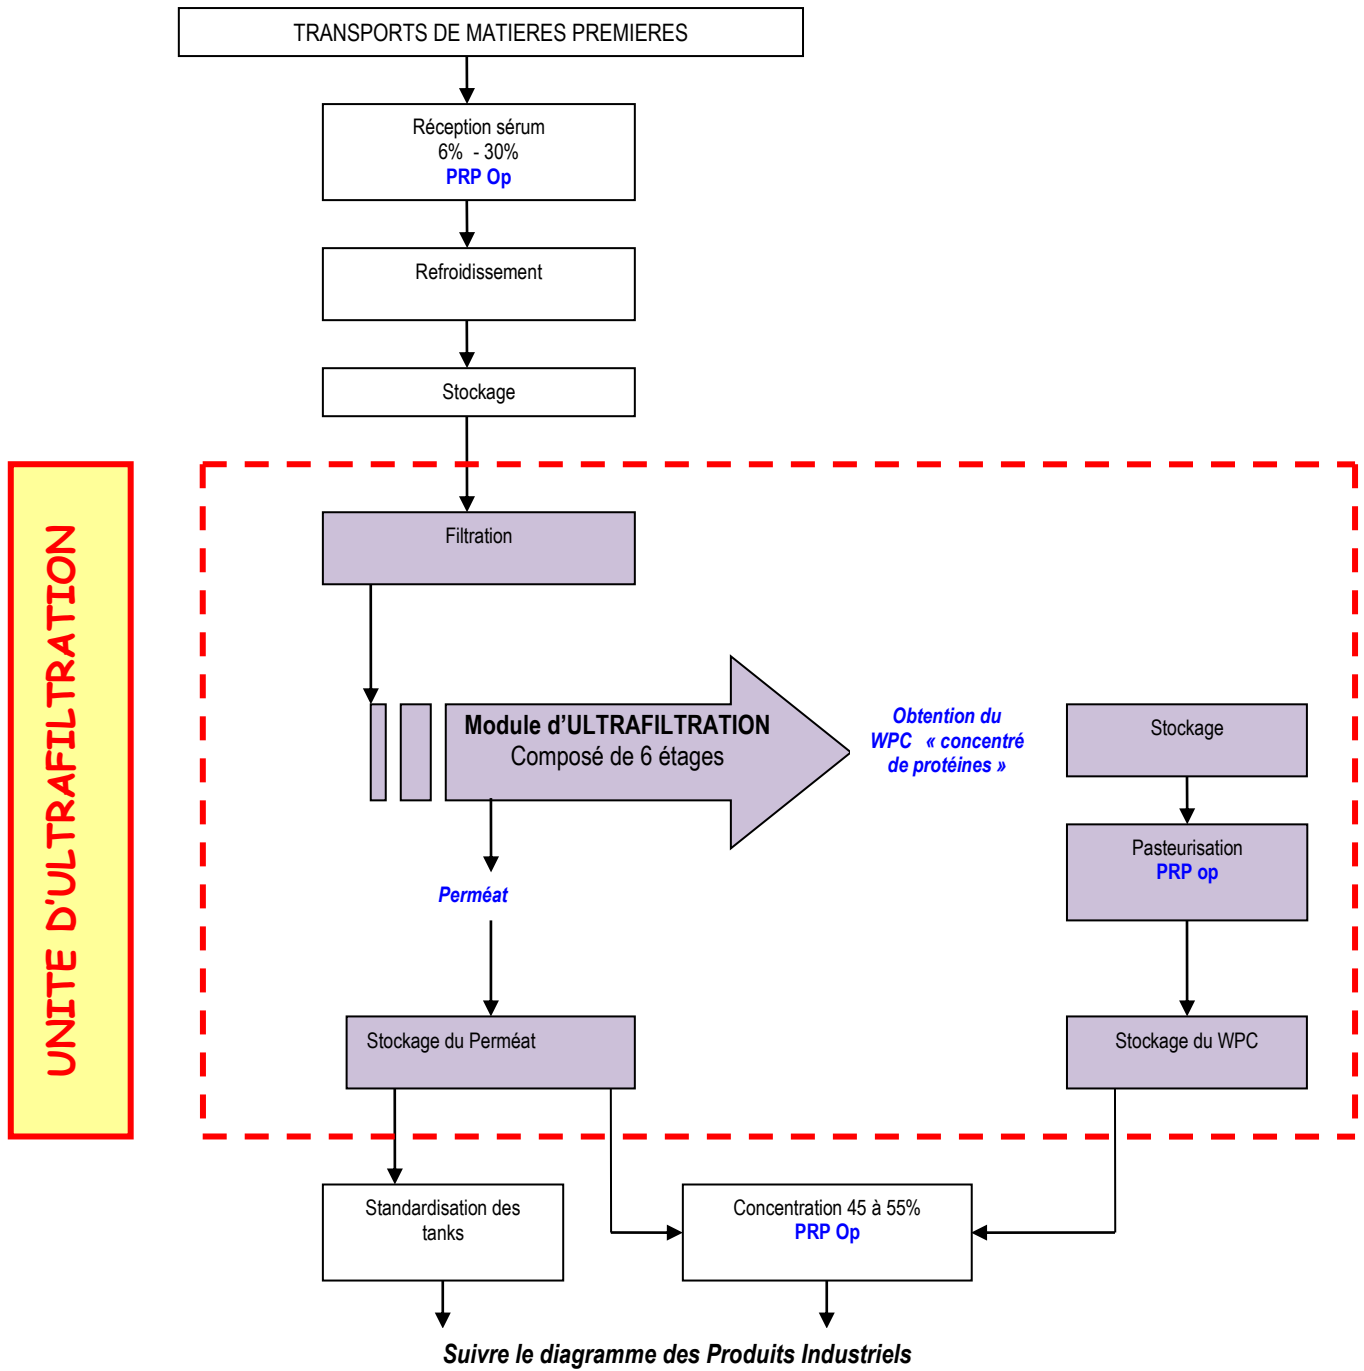 TRANSPORTS DE MATIERES PREMIERES
Réception sérum
6%  - 30%
PRP Op
Refroidissement
Stockage
UNITE D'ULTRAFILTRATION
Filtration
Module d’ULTRAFILTRATION
Composé de 6 étages
Obtention du
WPC  « concentré
de protéines »
Stockage
Pasteurisation
PRP op
Perméat
Stockage du Perméat
Stockage du WPC
Standardisation des
tanks
Concentration 45 à 55%
PRP Op
Suivre le diagramme des Produits Industriels